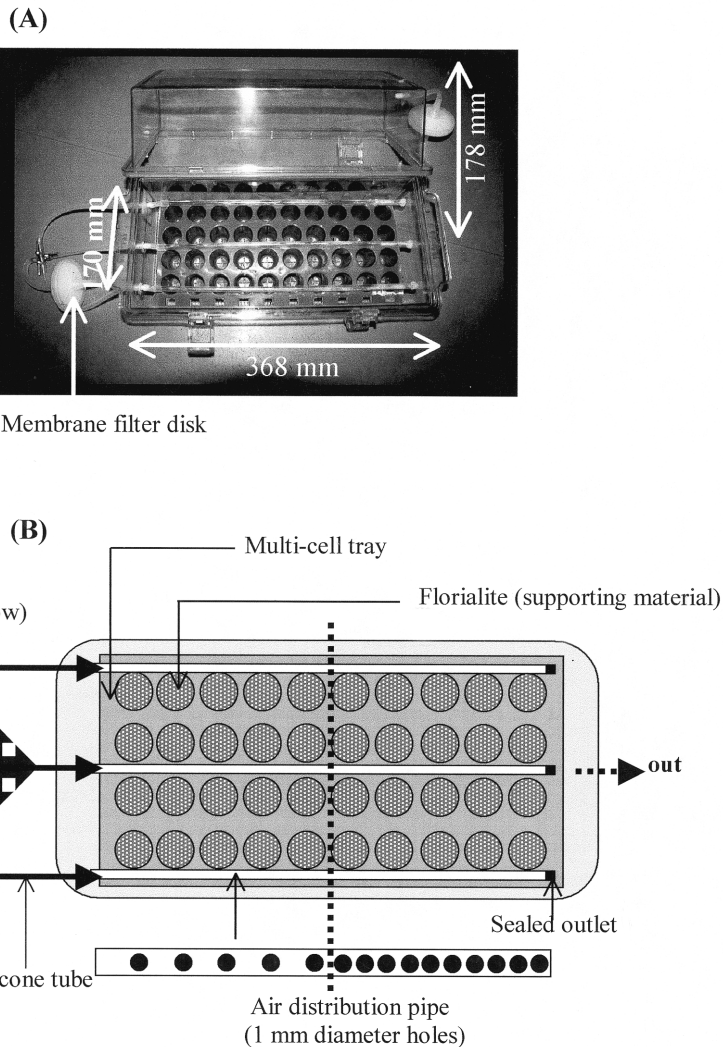 (A)
178 mm
170 mm
368 mm
Membrane filter disk
(B)
Multi-cell tray
Florialite (supporting material)
out
Sealed outlet
tube
Air distribution pipe
(1 mm diameter holes)